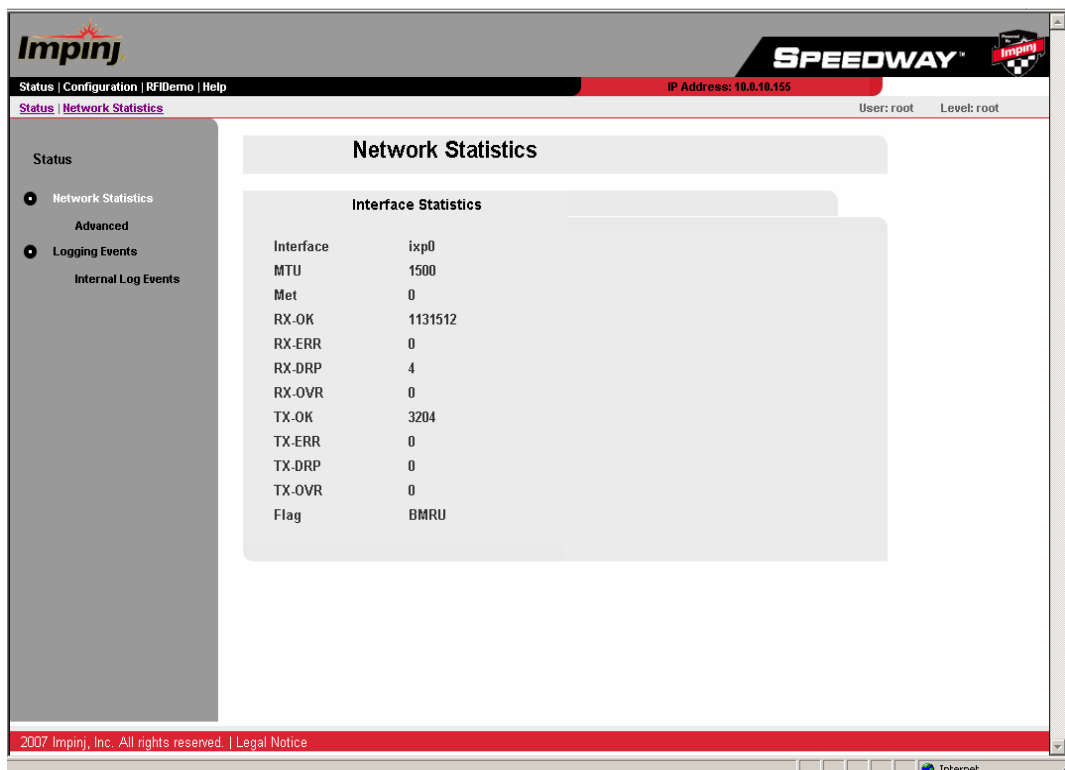 Impinj
SPEEDWAY™
Powered By Impinj
Status | Configuration | RFIDemo | Help
IP Address: 10.0.10.155
Status | Network Statistics
User: root Level: root
Status
Network Statistics
Advanced
Logging Events
Internal Log Events
Network Statistics
Interface Statistics
Interface ixp0
MTU 1500
Met 0
RX-OK 1131512
RX-ERR 0
RX-DRP 4
RX-OVR 0
TX-OK 3204
TX-ERR 0
TX-DRP 0
TX-OVR 0
Flag BMRU
2007 Impinj, Inc. All rights reserved. | Legal Notice
Internet